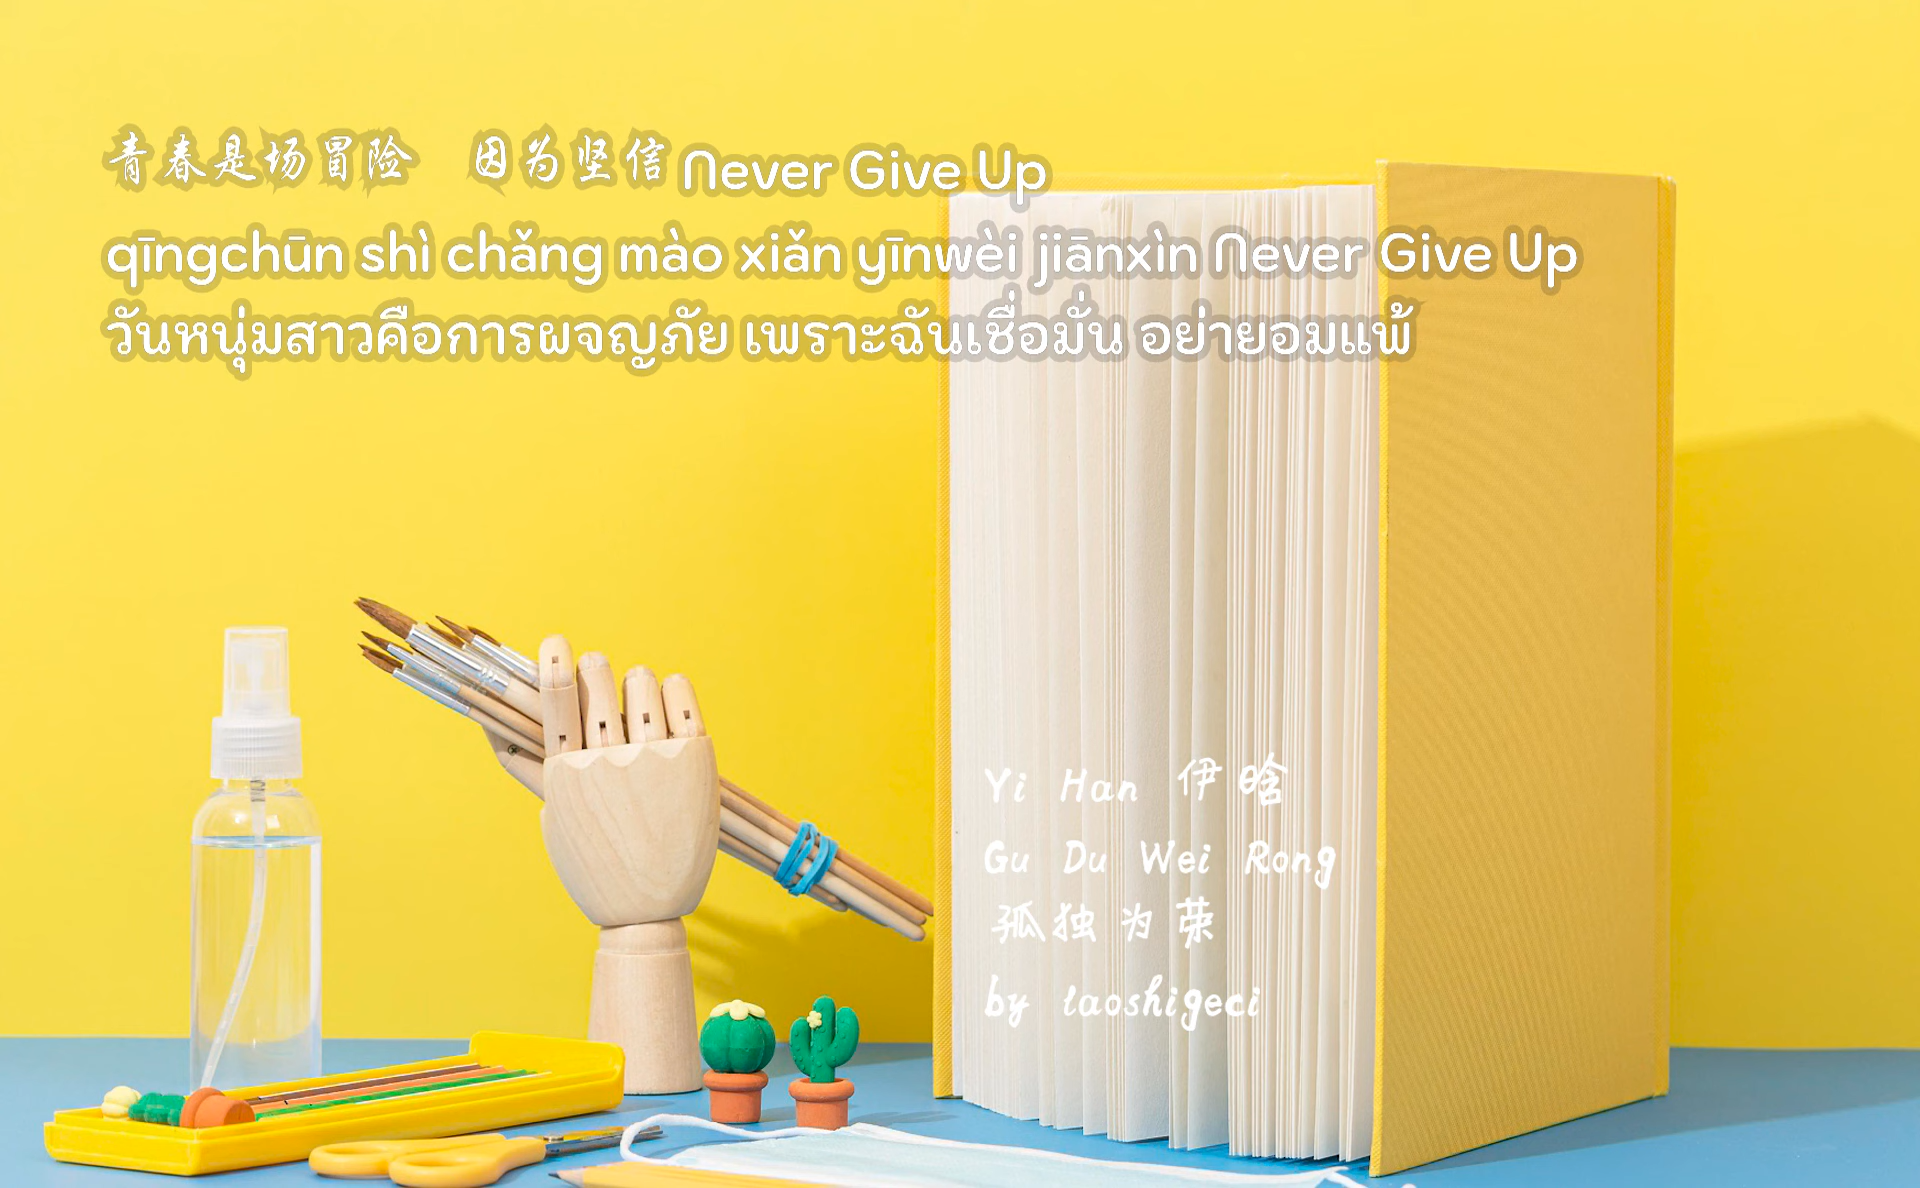 青春是场冒险 因为坚信 Never Give Up
qīngchūn shì chǎng mào xiǎn yīnwèi jiānxìn Never Give Up
วันหนุ่มสาวคือการผจญภัย เพราะฉันเชื่อมั่น อย่ายอมแพ้
Yi Han 伊晗
Gu Du Wei Rong
孤独为荣
by laoshigeci